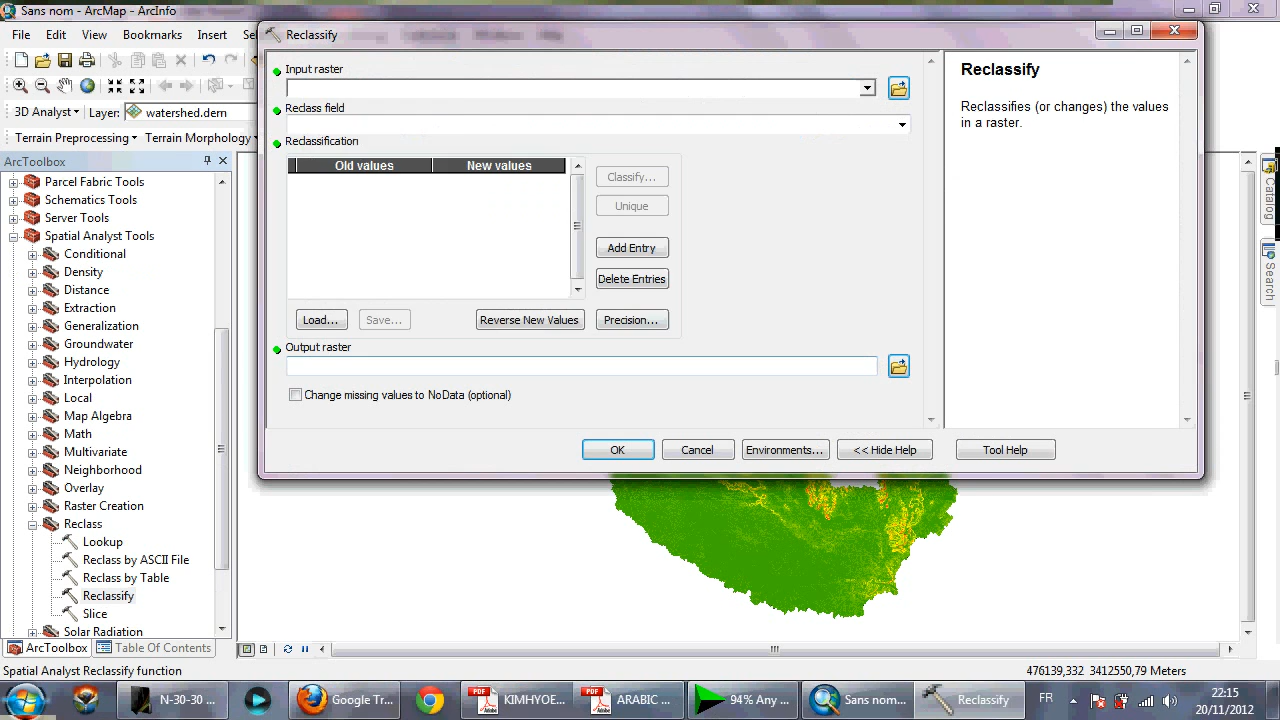 Sans nom - ArcMap - ArcInfo
File Edit View Bookmarks Insert
3D Analyst Layer: watershed.dem
Terrain Preprocessing Terrain Morphology
ArcToolbox
Parcel Fabric Tools
Schematics Tools
Server Tools
Spatial Analyst Tools
Conditional
Density
Distance
Extraction
Generalization
Groundwater
Hydrology
Interpolation
Local
Map Algebra
Math
Multivariate
Neighborhood
Overlay
Raster Creation
Reclass
Lookup
Reclass by ASCII File
Reclass by Table
Reclassify
Slice
Solar Radiation
ArcToolbox Table Of Contents
Reclassify
Input raster
Reclass field
Reclassification
Old values New values
Classify...
Unique
Add Entry
Delete Entries
Load... Save... Reverse New Values Precision...
Output raster
Change missing values to NoData (optional)
OK Cancel Environments... << Hide Help Tool Help
Reclassify
Reclassifies (or changes) the values
in a raster.
Catalog
Search
Spatial Analyst Reclassify function 476139,332 3412550,79 Meters
N-30-30 ... Google Tr... KIMHYOE... ARABIC ... 94% Any ... Sans nom... Reclassify FR 22:15
20/11/2012